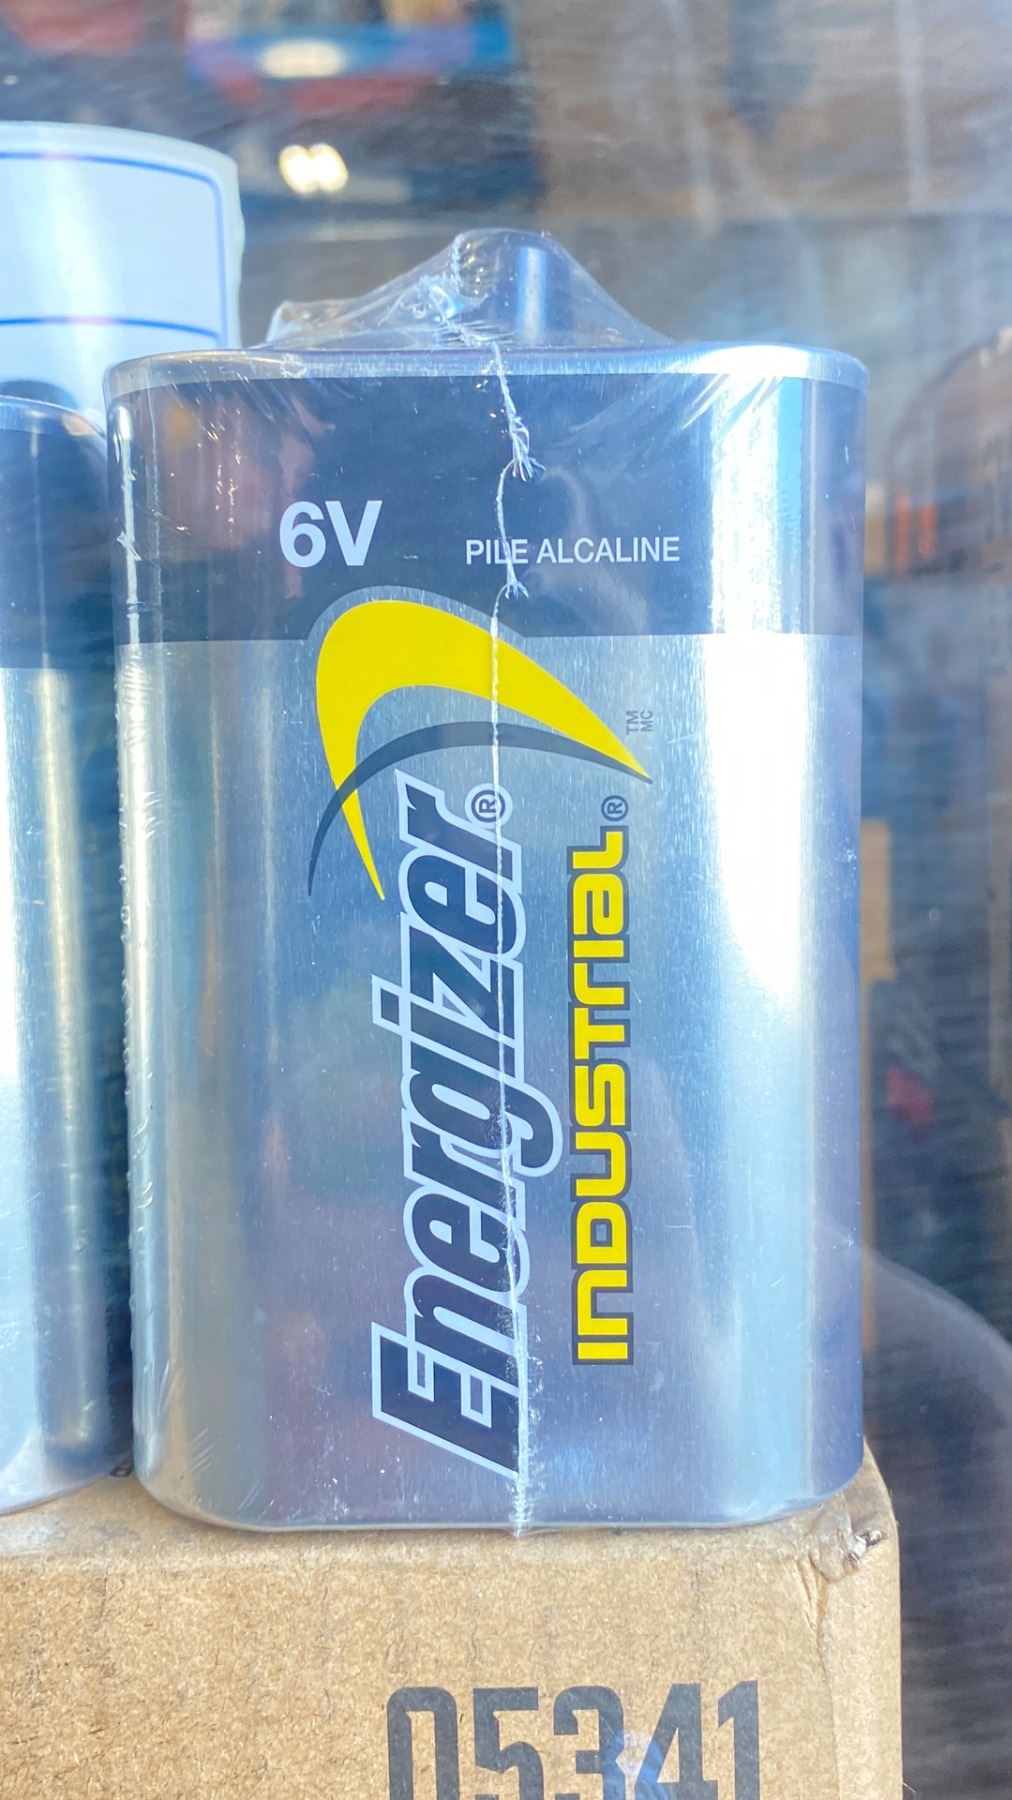 6V
PILE ALCALINE
TM
MC
Energizer®
INDUSTRIAL®
05341